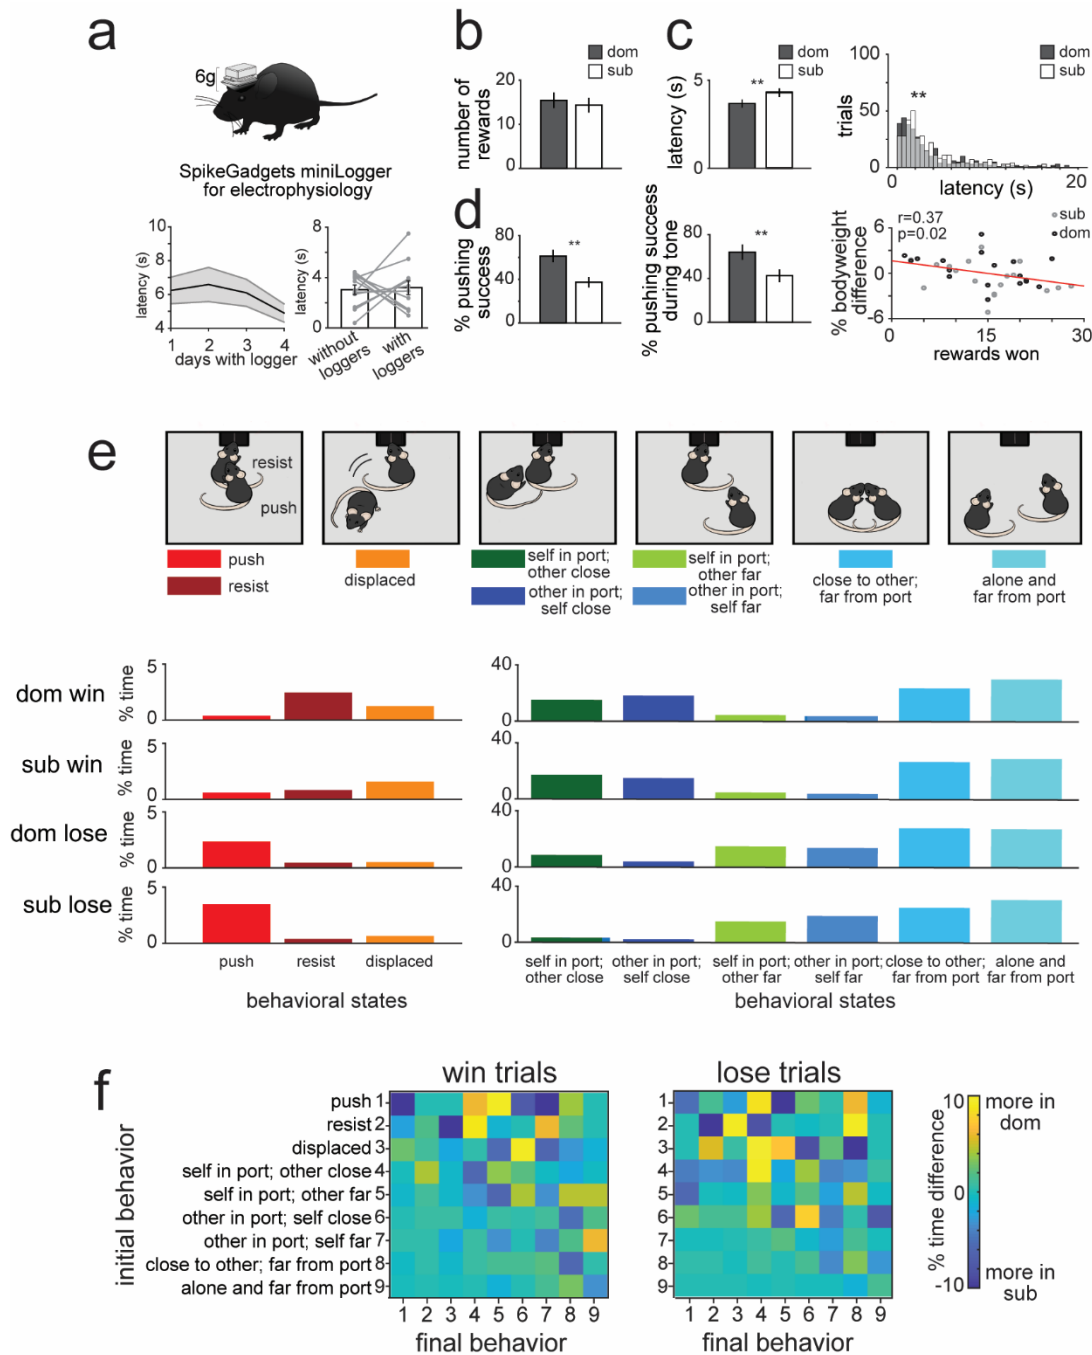 a
6g
SpikeGadgets miniLogger
for electrophysiology
latency (s)
10
8
6
4
1 2 3 4
days with logger
latency (s)
8
4
0
without
loggers
with
loggers
b
dom
sub
number of
rewards
20
15
10
0
c
dom
sub
latency (s)
5
0
**
dom
sub
trials
100
50
0
**
0
20
latency (s)
d
% pushing
success
80
40
0
**
% pushing success
during tone
80
40
0
**
% bodyweight
difference
6
0
-6
r=0.37
p=0.02
sub
dom
0 15 30
rewards won
e
resist
push
push
resist
displaced
self in port;
other close
other in port;
self close
self in port;
other far
other in port;
self far
close to other;
far from port
alone and
far from port
dom win
% time
5
0
40
0
sub win
% time
5
0
40
0
dom lose
% time
5
0
40
0
sub lose
% time
5
0
40
0
push resist displaced
behavioral states
self in port;
other close
other in port;
self close
self in port;
other far
other in port;
self far
close to other;
far from port
alone and
far from port
behavioral states
f
win trials
lose trials
initial behavior
push 1
resist 2
displaced 3
self in port; other close 4
self in port; other far 5
other in port; self close 6
other in port; self far 7
close to other; far from port 8
alone and far from port 9
1 2 3 4 5 6 7 8 9
final behavior
1
2
3
4
5
6
7
8
9
1 2 3 4 5 6 7 8 9
final behavior
10
0
-10
% time difference
more in
dom
more in
sub